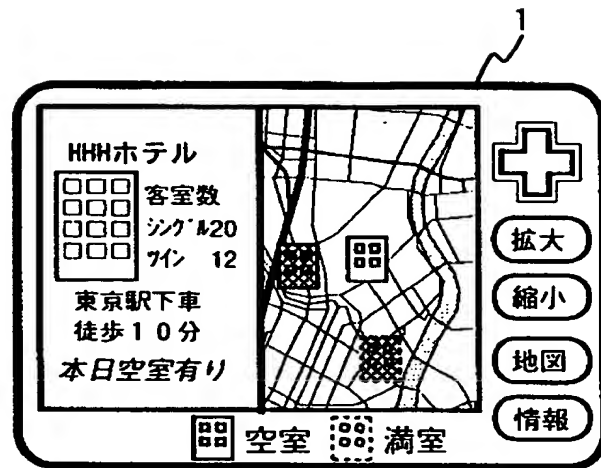 1
HHHホテル
客室数
シングル20
ツイン 12
東京駅下車
徒歩10分
本日空室有り
拡大
縮小
地図
情報
空室 満室